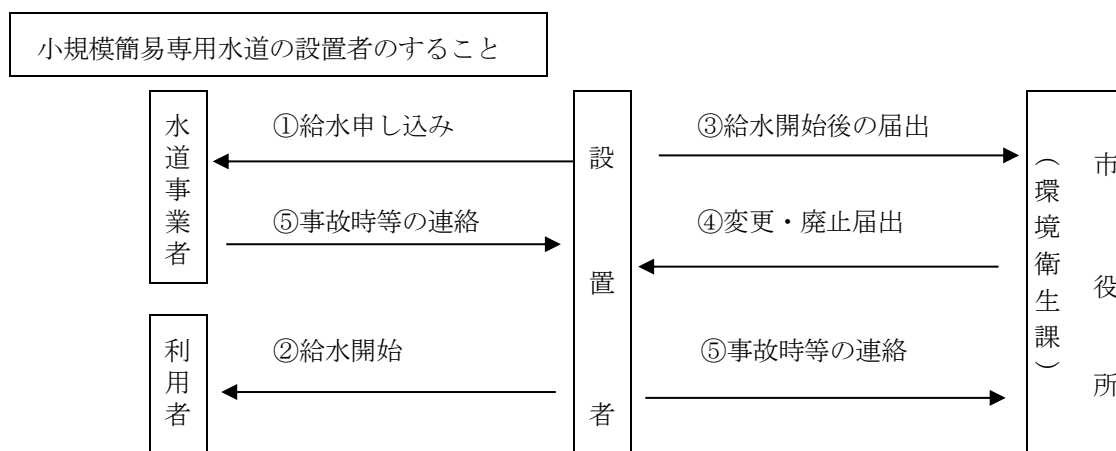 小規模簡易専用水道の設置者のすること
水道事業者
①給水申し込み
⑤事故時等の連絡
利用者
②給水開始
設置者
③給水開始後の届出
④変更・廃止届出
⑤事故時等の連絡
市役所
（環境衛生課）